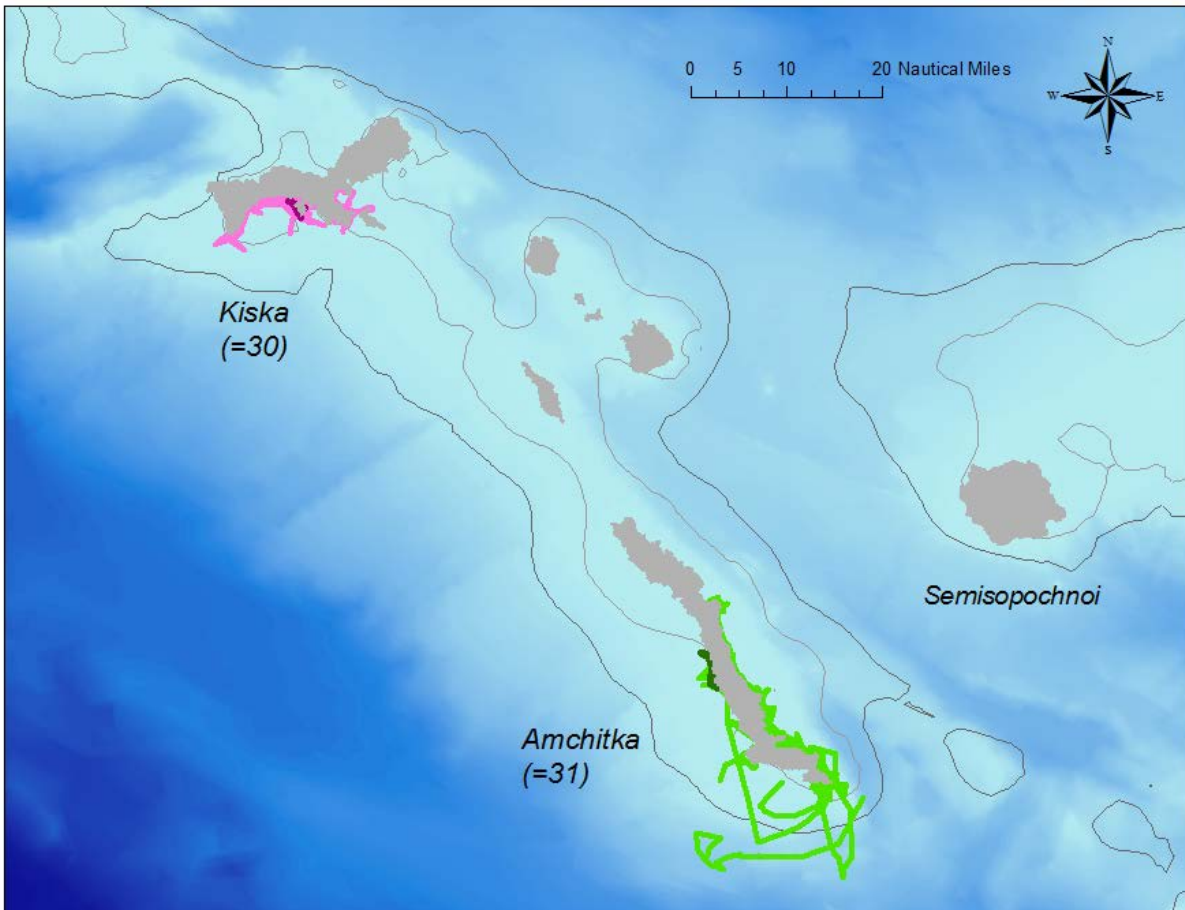 0 5 10 20 Nautical Miles
N
W E
S
Kiska
(=30)
Semisopochnoi
Amchitka
(=31)